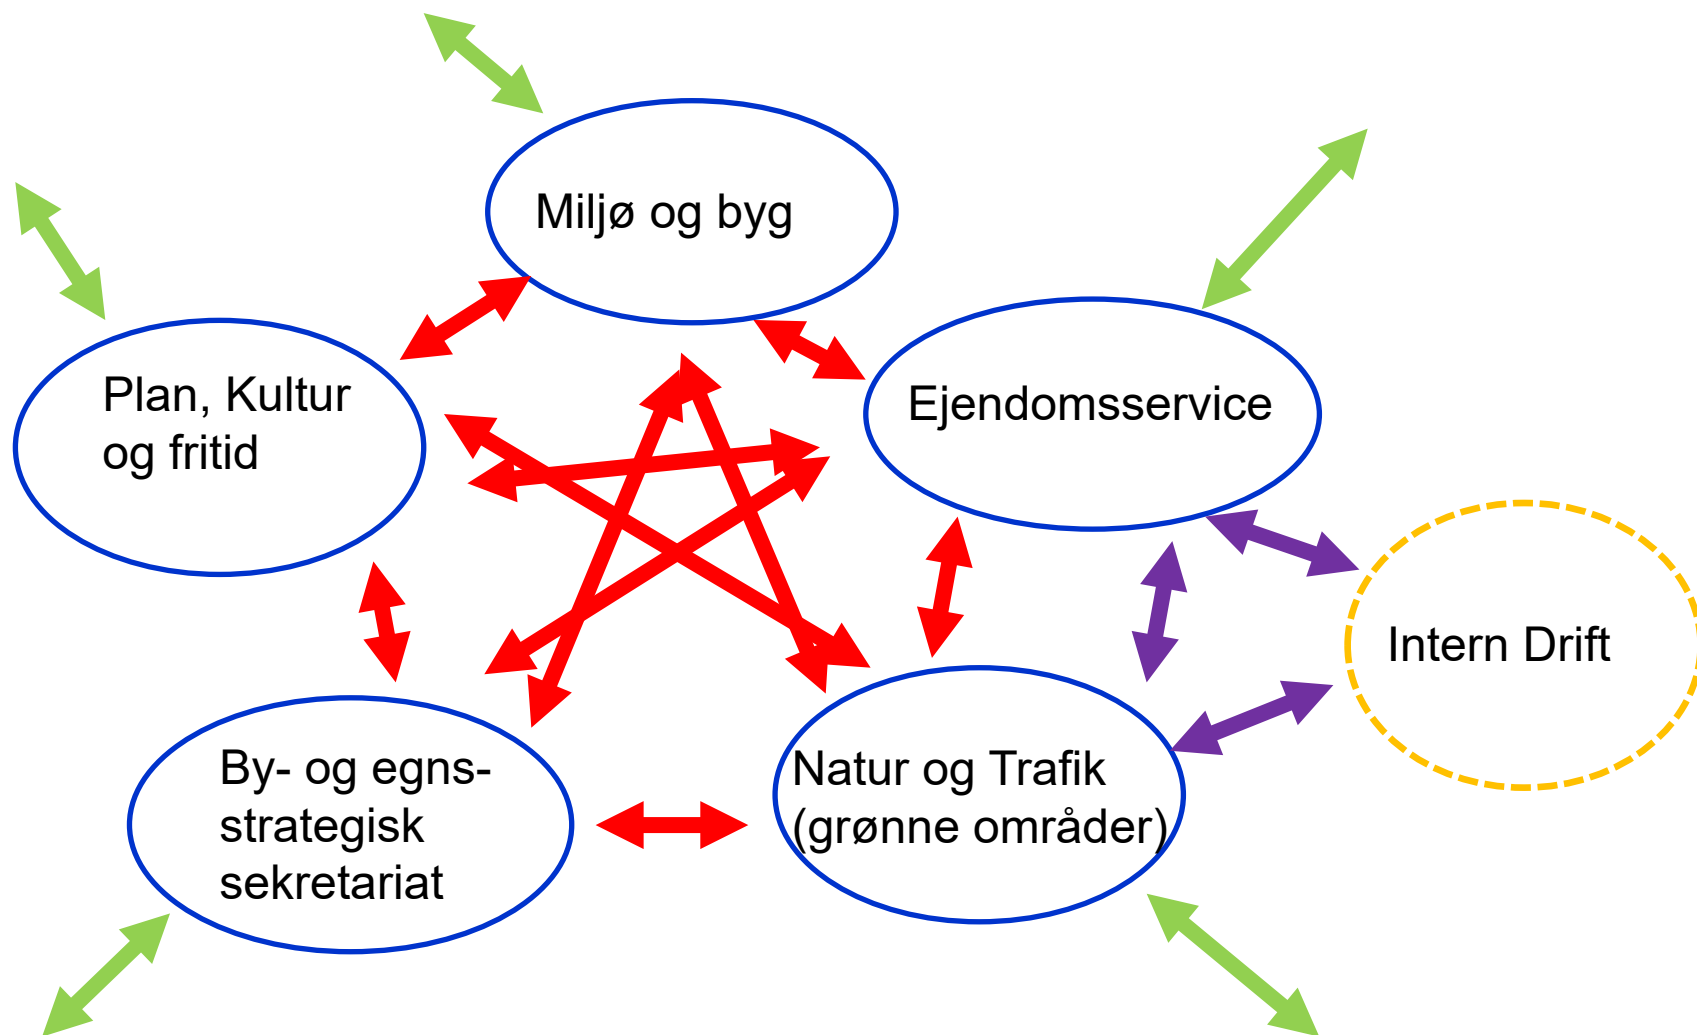 Miljø og byg
Plan, Kultur
og fritid
Ejendomsservice
Intern Drift
By- og egns-
strategisk
sekretariat
Natur og Trafik
(grønne områder)